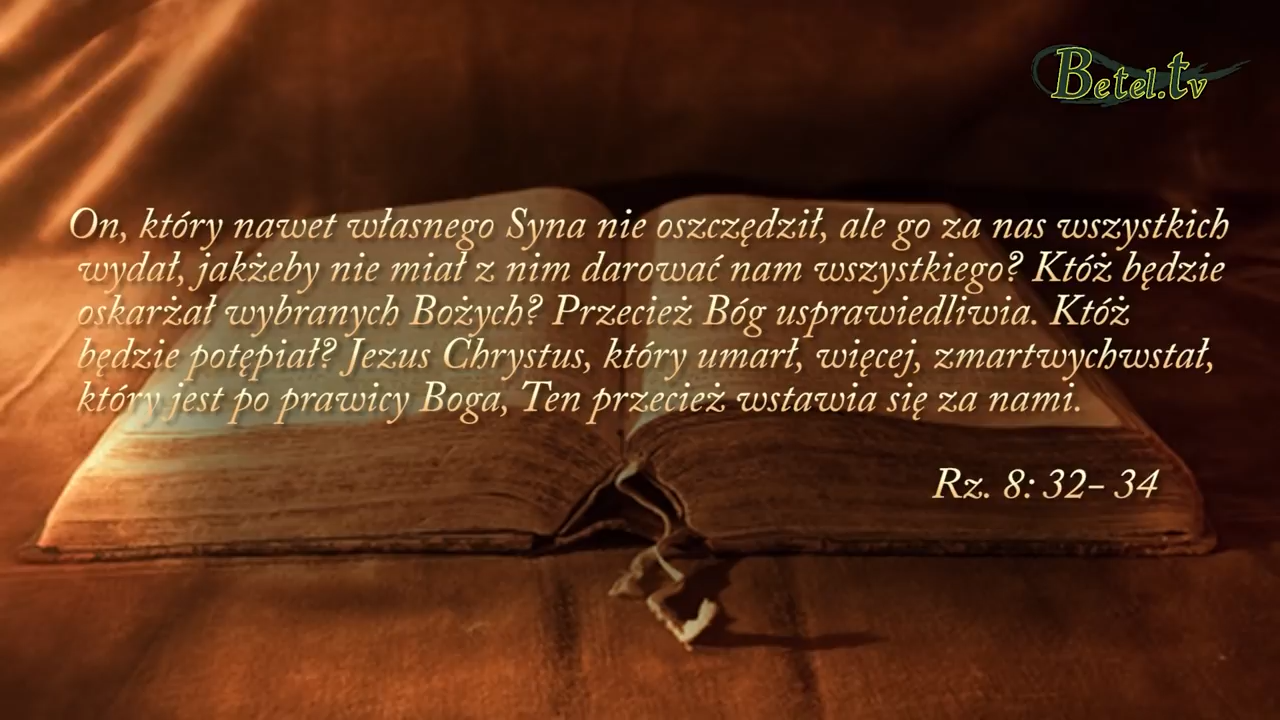 Betel.tv
On, który nawet własnego Syna nie oszczędził, ale go za nas wszystkich
wydał, jakżeby nie miał z nim darować nam wszystkiego? Któż będzie
oskarżał wybranych Bożych? Przecież Bóg usprawiedliwia. Któż
będzie potępiał? Jezus Chrystus, który umarł, więcej, zmartwychwstał,
który jest po prawicy Boga, Ten przecież wstawia się za nami.
Rz. 8: 32- 34